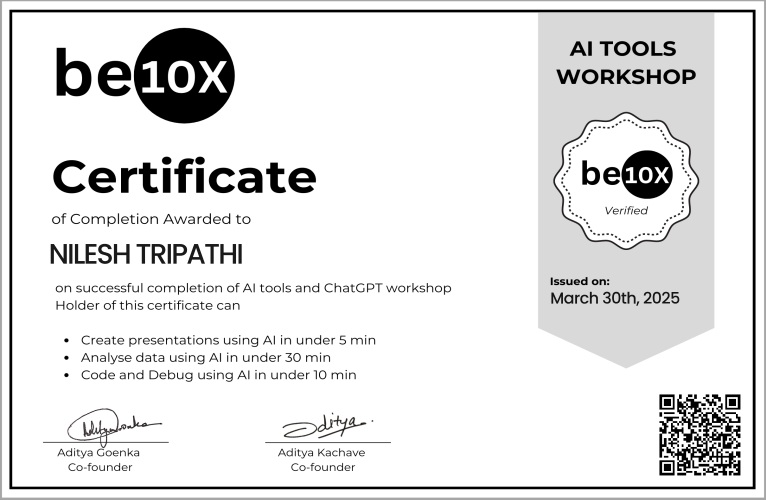 be10X
Certificate
of Completion Awarded to
NILESH TRIPATHI
on successful completion of AI tools and ChatGPT workshop
Holder of this certificate can
• Create presentations using AI in under 5 min
• Analyse data using AI in under 30 min
• Code and Debug using AI in under 10 min
Aditya Goenka
Co-founder
Aditya
Aditya Kachave
Co-founder
AI TOOLS
WORKSHOP
be10X
Verified
Issued on:
March 30th, 2025